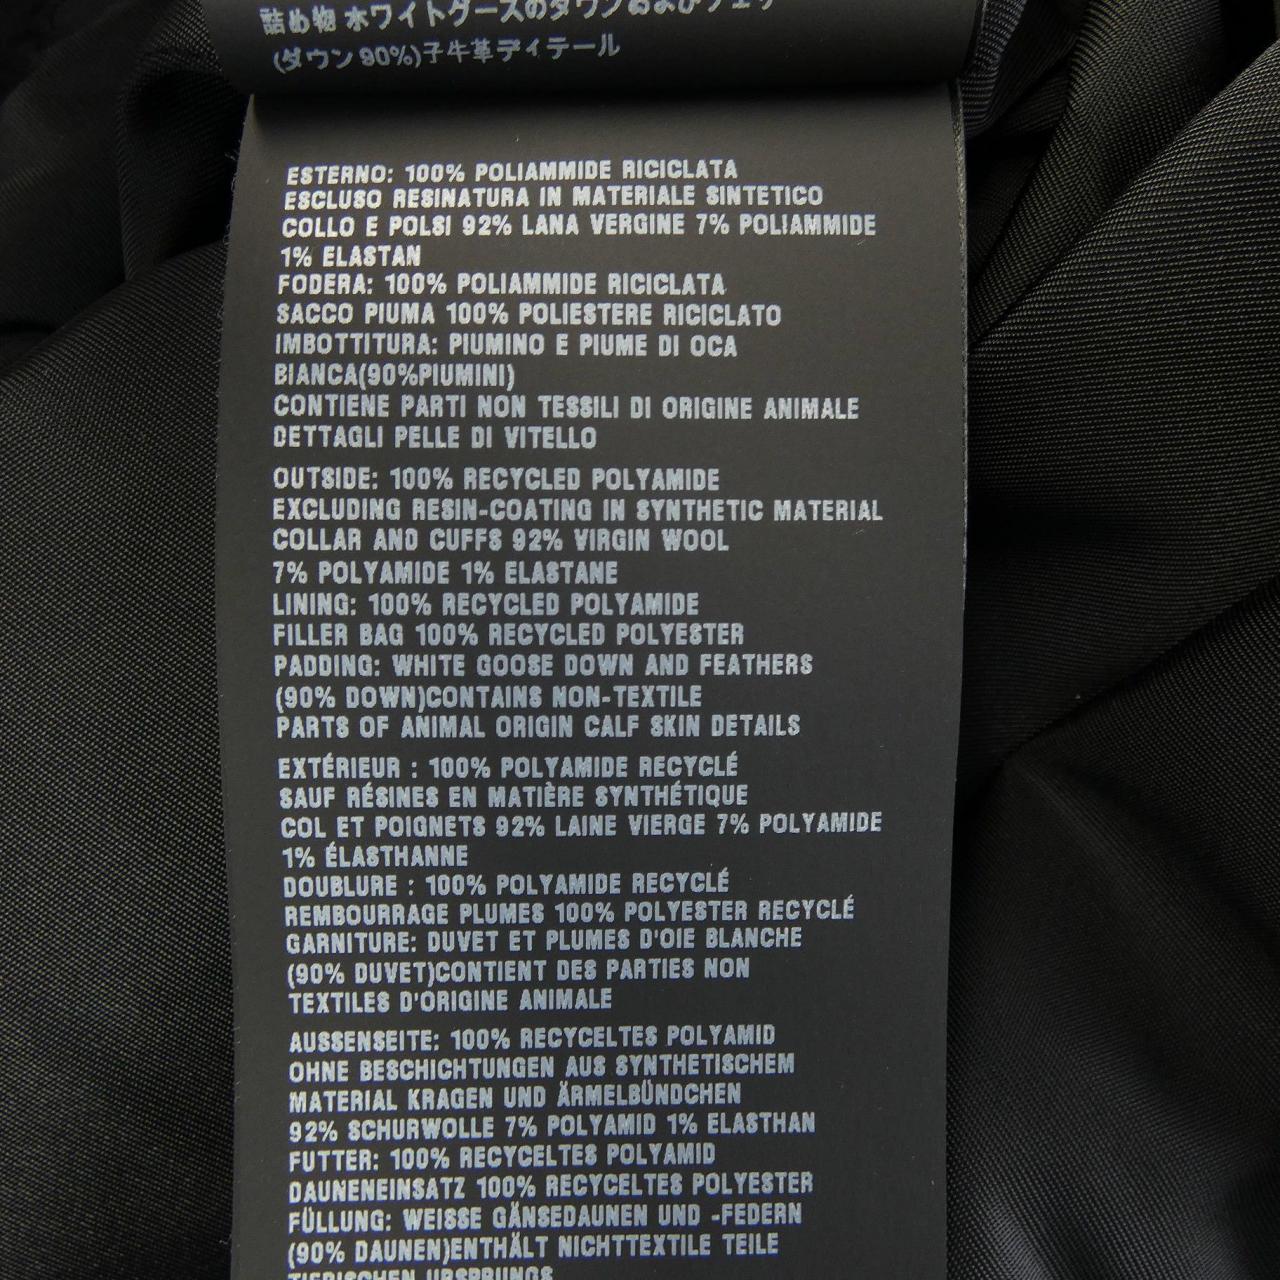 詰め物 ホワイトグースのダウンおよびフェザ
(ダウン 90%)子牛革ディテール
ESTERNO: 100% POLIAMMIDE RICICLATA
ESCLUSO RESINATURA IN MATERIALE SINTETICO
COLLO E POLSI 92% LANA VERGINE 7% POLIAMMIDE
1% ELASTAN
FODERA: 100% POLIAMMIDE RICICLATA
SACCO PIUMA 100% POLIESTERE RICICLATO
IMBOTTITURA: PIUMINO E PIUME DI OCA
BIANCA(90%PIUMINI)
CONTIENE PARTI NON TESSILI DI ORIGINE ANIMALE
DETTAGLI PELLE DI VITELLO
OUTSIDE: 100% RECYCLED POLYAMIDE
EXCLUDING RESIN-COATING IN SYNTHETIC MATERIAL
COLLAR AND CUFFS 92% VIRGIN WOOL
7% POLYAMIDE 1% ELASTANE
LINING: 100% RECYCLED POLYAMIDE
FILLER BAG 100% RECYCLED POLYESTER
PADDING: WHITE GOOSE DOWN AND FEATHERS
(90% DOWN)CONTAINS NON-TEXTILE
PARTS OF ANIMAL ORIGIN CALF SKIN DETAILS
EXTÉRIEUR : 100% POLYAMIDE RECYCLÉ
SAUF RÉSINES EN MATIÈRE SYNTHÉTIQUE
COL ET POIGNETS 92% LAINE VIERGE 7% POLYAMIDE
1% ÉLASTHANNE
DOUBLURE : 100% POLYAMIDE RECYCLÉ
REMBOURRAGE PLUMES 100% POLYESTER RECYCLÉ
GARNITURE: DUVET ET PLUMES D'OIE BLANCHE
(90% DUVET)CONTIENT DES PARTIES NON
TEXTILES D'ORIGINE ANIMALE
AUSSENSEITE: 100% RECYCELTES POLYAMID
OHNE BESCHICHTUNGEN AUS SYNTHETISCHEM
MATERIAL KRAGEN UND ÄRMELBÜNDCHEN
92% SCHURWOLLE 7% POLYAMID 1% ELASTHAN
FUTTER: 100% RECYCELTES POLYAMID
DAUNENEINSATZ 100% RECYCELTES POLYESTER
FÜLLUNG: WEISSE GÄNSEDAUNEN UND -FEDERN
(90% DAUNEN)ENTHÄLT NICHTTEXTILE TEILE
TIERISCHEN URSPRUNGS